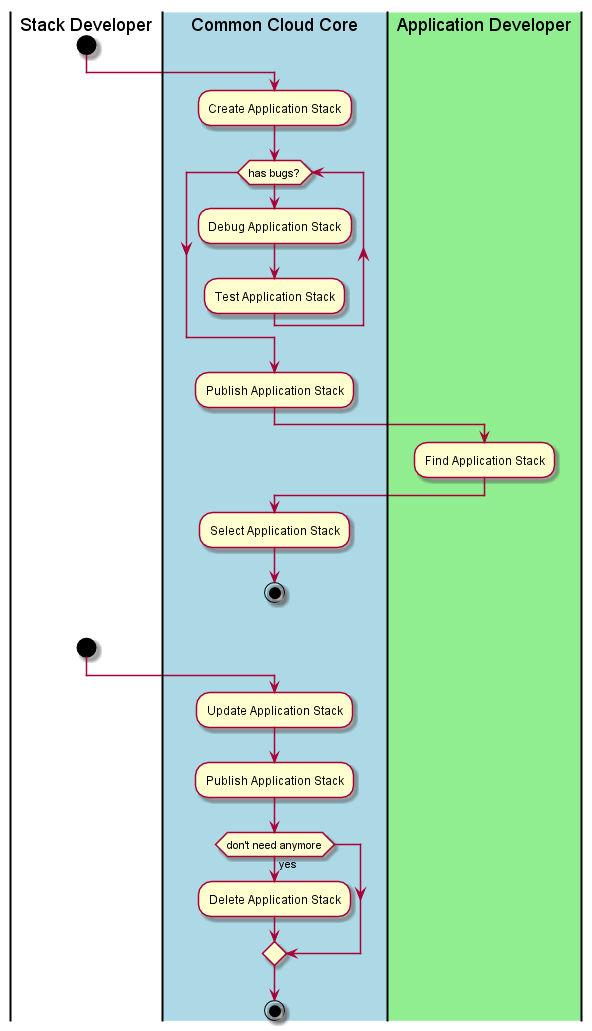 Stack Developer
Common Cloud Core
Application Developer
Create Application Stack
has bugs?
Debug Application Stack
Test Application Stack
Publish Application Stack
Find Application Stack
Select Application Stack
Update Application Stack
Publish Application Stack
don't need anymore
yes
Delete Application Stack